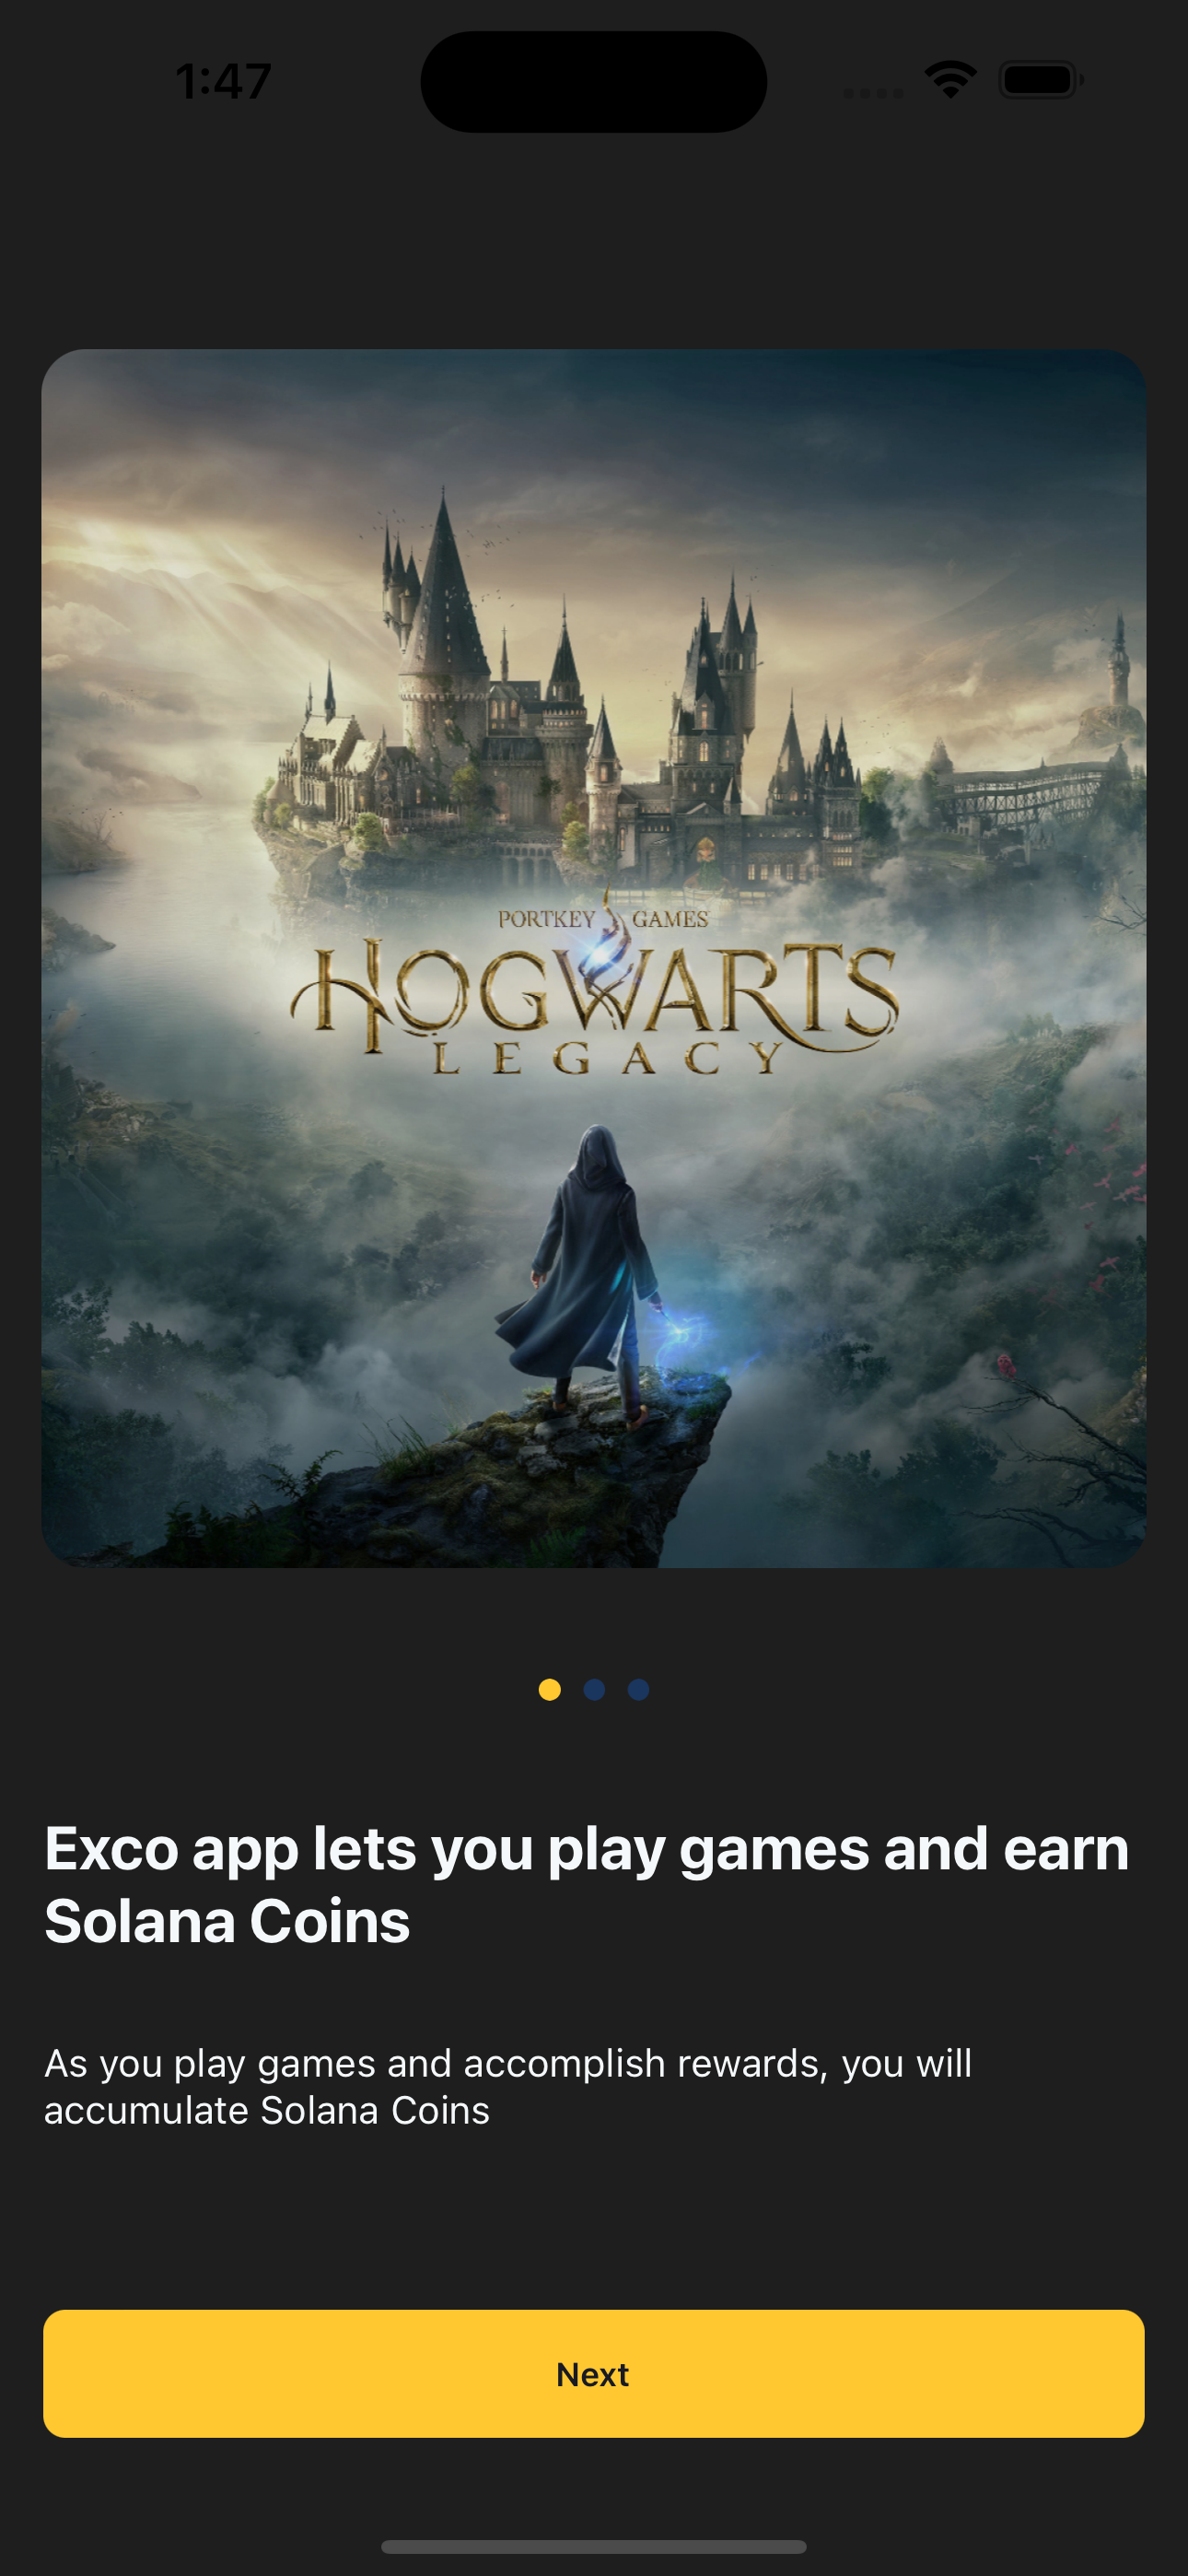 1:47
PORTKEY GAMES
HOGWARTS
LEGACY
Exco app lets you play games and earn
Solana Coins
As you play games and accomplish rewards, you will
accumulate Solana Coins
Next